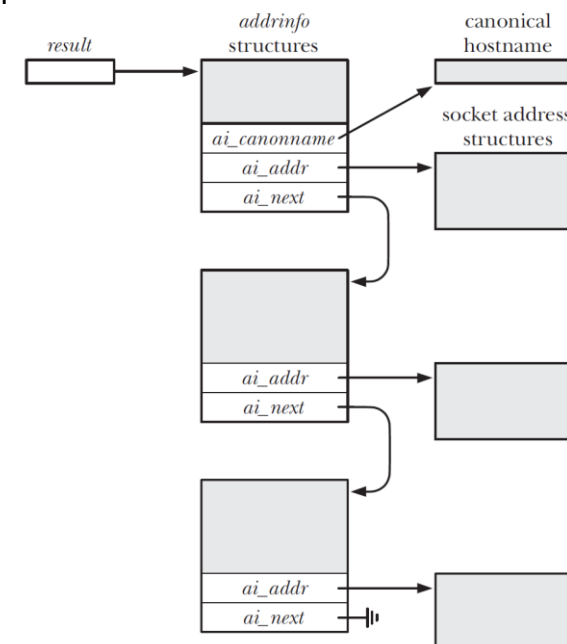 result
addrinfo
structures
canonical
hostname
ai_canonname
ai_addr
ai_next
socket address
structures
ai_addr
ai_next
ai_addr
ai_next